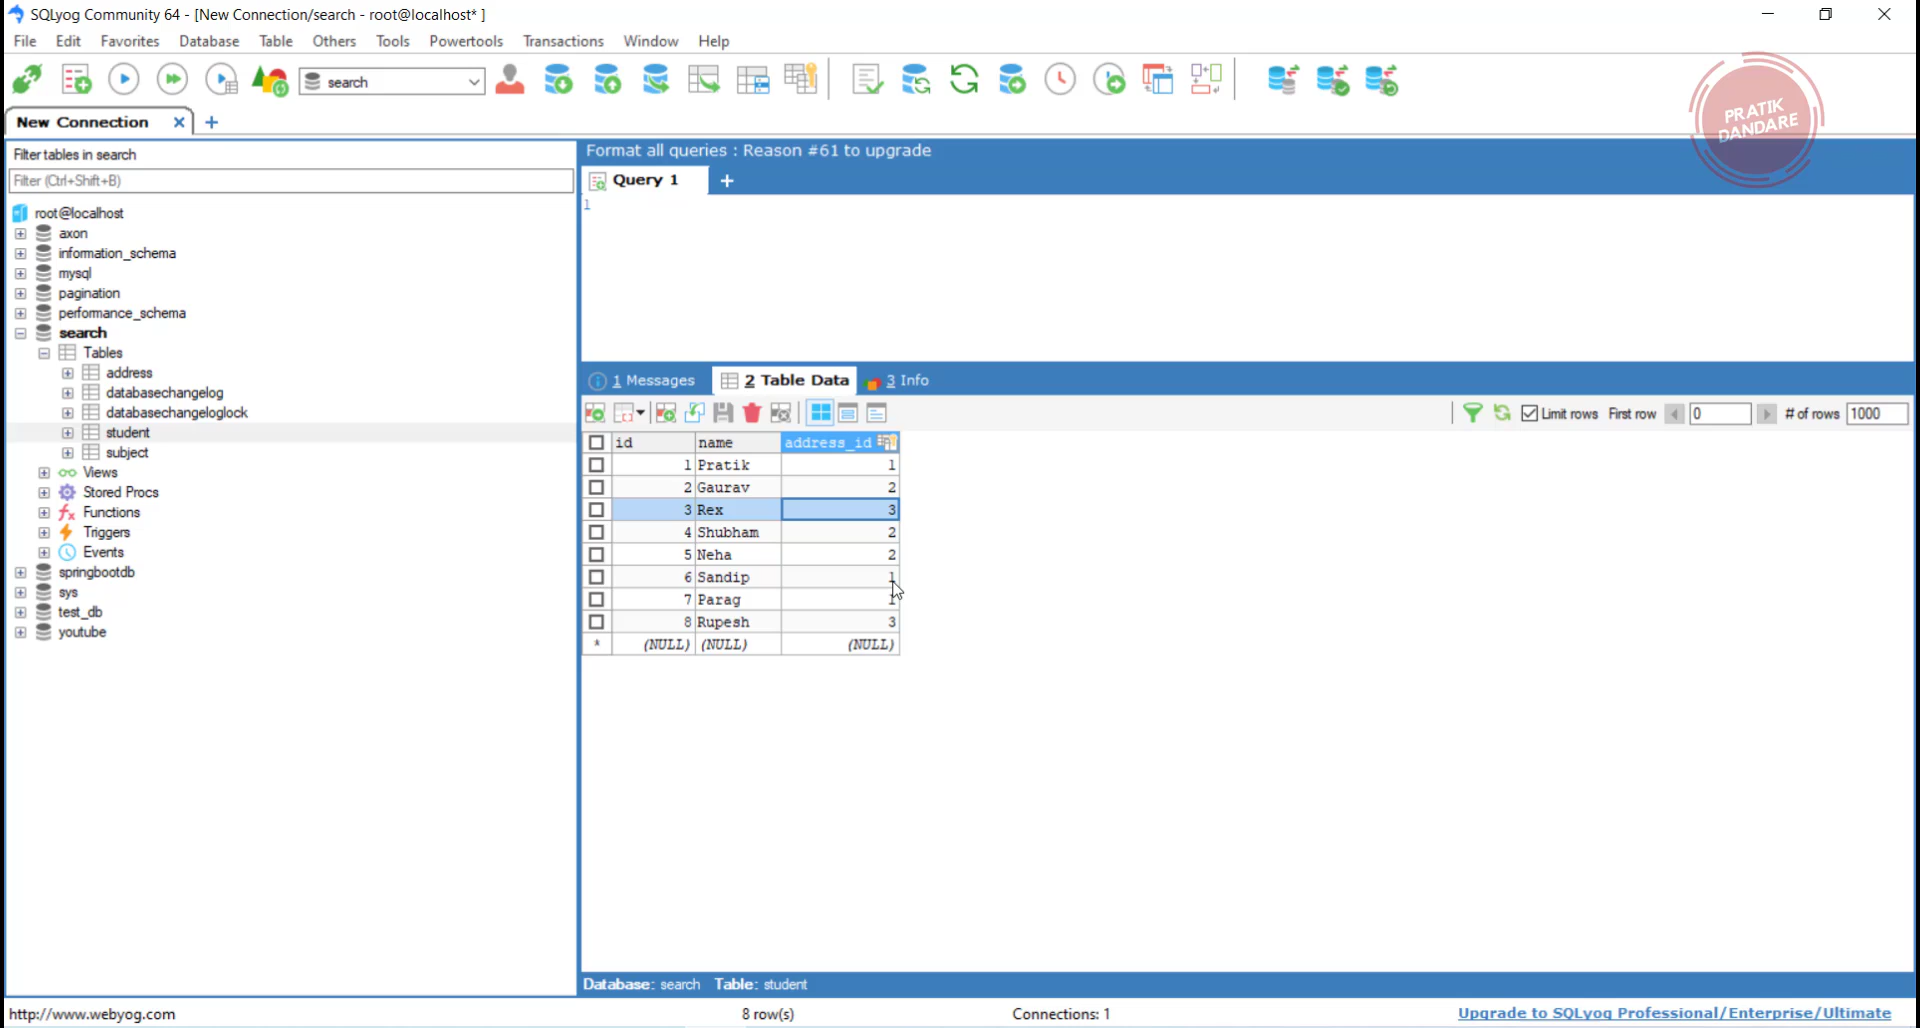 SQLyog Community 64 - [New Connection/search - root@localhost* ]
File Edit Favorites Database Table Others Tools Powertools Transactions Window Help
search
PRATIK
DANDARE
New Connection
Filter tables in search
Filter (Ctrl+Shift+B)
root@localhost
axon
information_schema
mysql
pagination
performance_schema
search
Tables
address
databasechangelog
databasechangeloglock
student
subject
Views
Stored Procs
Functions
Triggers
Events
springbootdb
sys
test_db
youtube
Format all queries : Reason #61 to upgrade
Query 1
1
1 Messages 2 Table Data 3 Info
Limit rows First row 0 # of rows 1000
id name address_id
1 Pratik 1
2 Gaurav 2
3 Rex 3
4 Shubham 2
5 Neha 2
6 Sandip 1
7 Parag 1
8 Rupesh 3
* (NULL) (NULL) (NULL)
Database: search Table: student
http://www.webyog.com 8 row(s) Connections: 1 Upgrade to SQLyog Professional/Enterprise/Ultimate